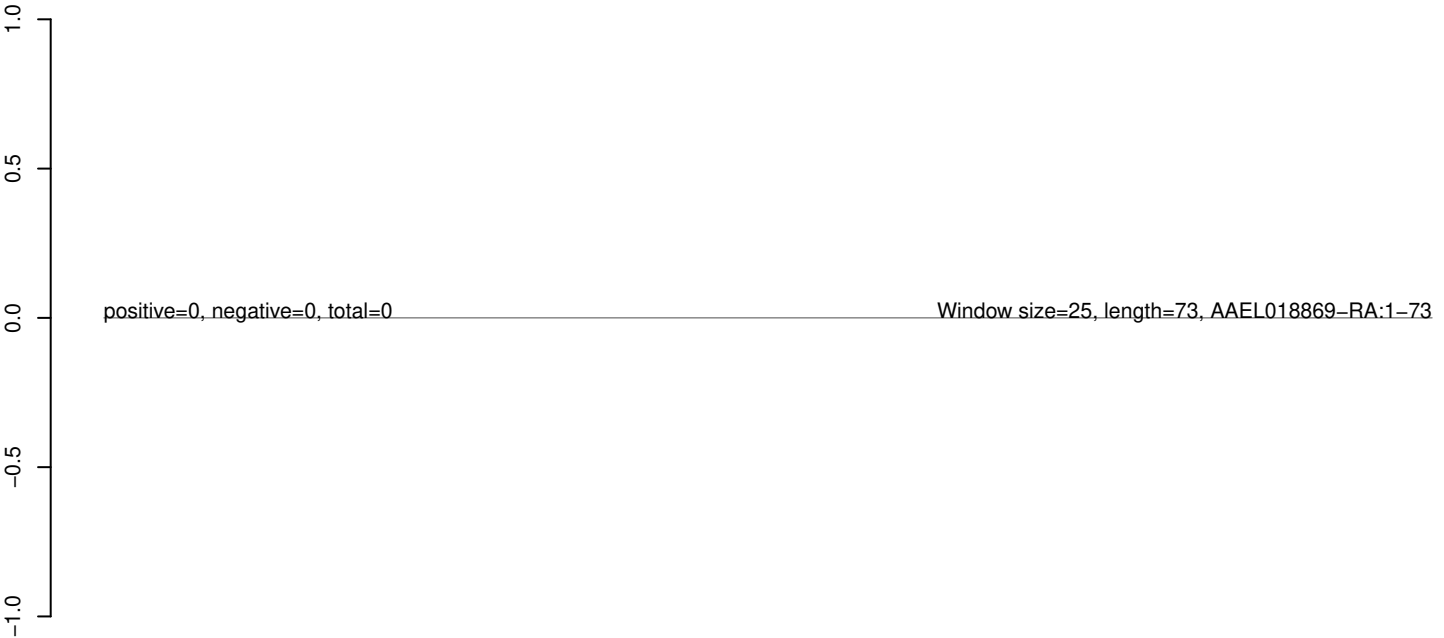 1.0
0.5
0.0
−0.5
−1.0
positive=0, negative=0, total=0
Window size=25, length=73, AAEL018869−RA:1−73